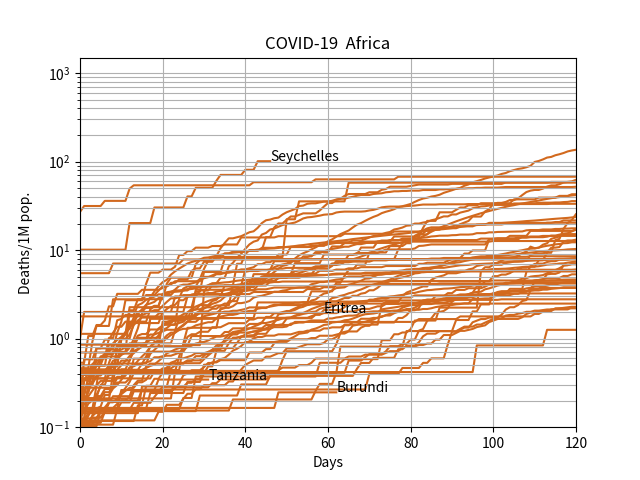 COVID-19  Africa
Deaths/1M pop.
10³
10²
10¹
10⁰
10⁻¹
Seychelles
Eritrea
Tanzania
Burundi
0 20 40 60 80 100 120
Days